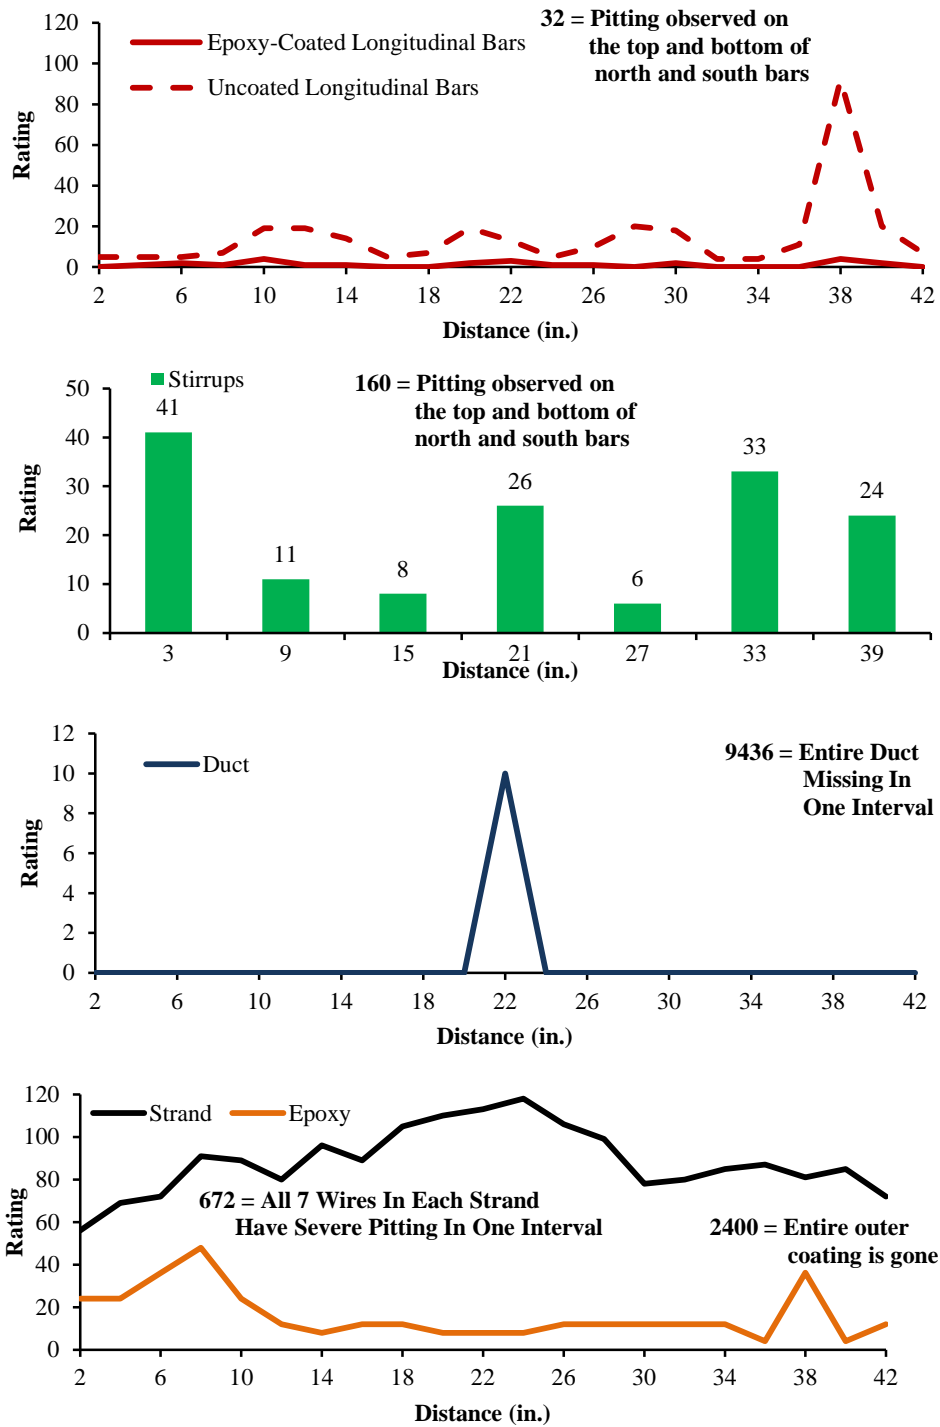 120
100
80
60
40
20
0
Rating
Epoxy-Coated Longitudinal Bars
Uncoated Longitudinal Bars
32 = Pitting observed on
the top and bottom of
north and south bars
2 6 10 14 18 22 26 30 34 38 42
Distance (in.)
50
40
30
20
10
0
Rating
Stirrups
160 = Pitting observed on
the top and bottom of
north and south bars
41 11 8 26 6 33 24
3 9 15 21 27 33 39
Distance (in.)
12
10
8
6
4
2
0
Rating
Duct
9436 = Entire Duct
Missing In
One Interval
2 6 10 14 18 22 26 30 34 38 42
Distance (in.)
120
100
80
60
40
20
0
Rating
Strand Epoxy
672 = All 7 Wires In Each Strand
Have Severe Pitting In One Interval
2400 = Entire outer
coating is gone
2 6 10 14 18 22 26 30 34 38 42
Distance (in.)